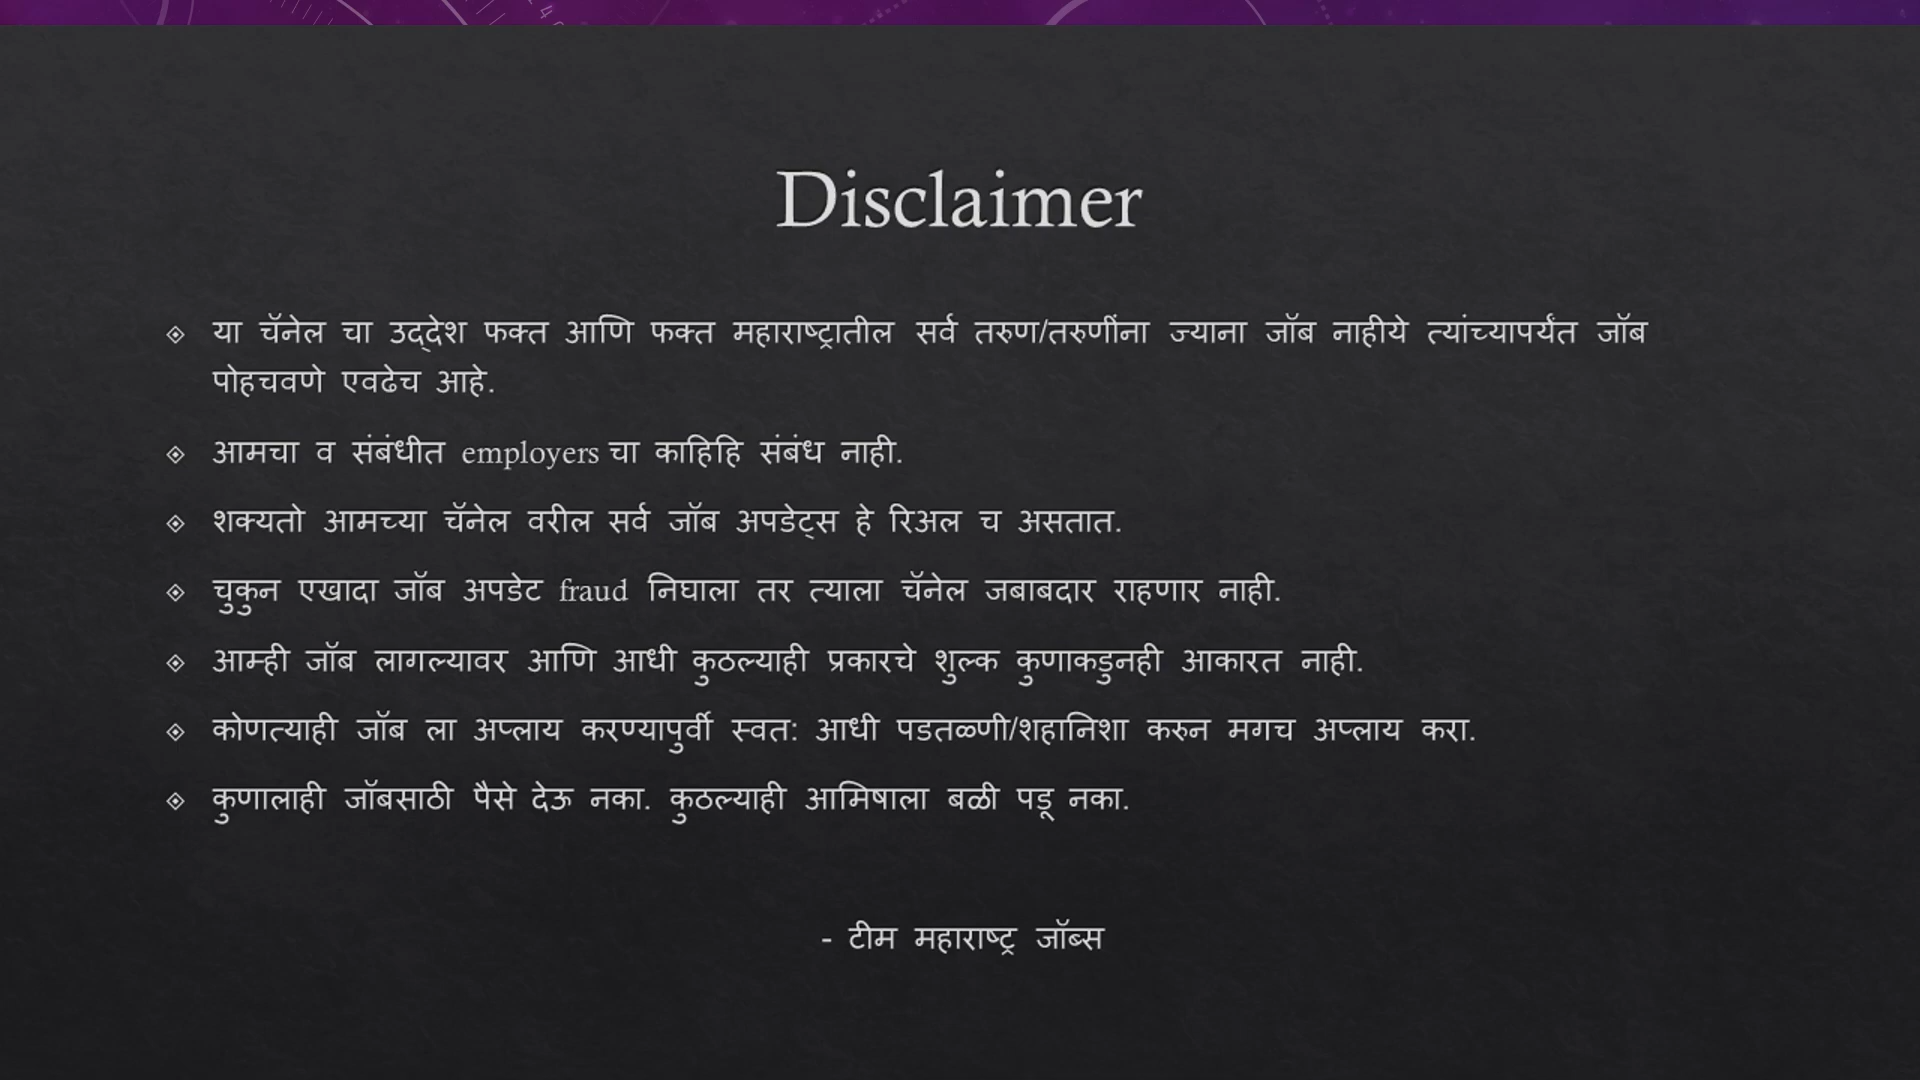 Disclaimer
या चॅनेल चा उद्देश फक्त आणि फक्त महाराष्ट्रातील सर्व तरुण/तरुणींना ज्याना जॉब नाहीये त्यांच्यापर्यंत जॉब
पोहचवणे एवढेच आहे.
आमचा व संबंधीत employers चा काहिहि संबंध नाही.
शक्यतो आमच्या चॅनेल वरील सर्व जॉब अपडेट्स हे रिअल च असतात.
चुकुन एखादा जॉब अपडेट fraud निघाला तर त्याला चॅनेल जबाबदार राहणार नाही.
आम्ही जॉब लागल्यावर आणि आधी कुठल्याही प्रकारचे शुल्क कुणाकडुनही आकारत नाही.
कोणत्याही जॉब ला अप्लाय करण्यापुर्वी स्वत: आधी पडतळ्णी/शहानिशा करुन मगच अप्लाय करा.
कुणालाही जॉबसाठी पैसे देऊ नका. कुठल्याही आमिषाला बळी पडू नका.
- टीम महाराष्ट्र जॉब्स